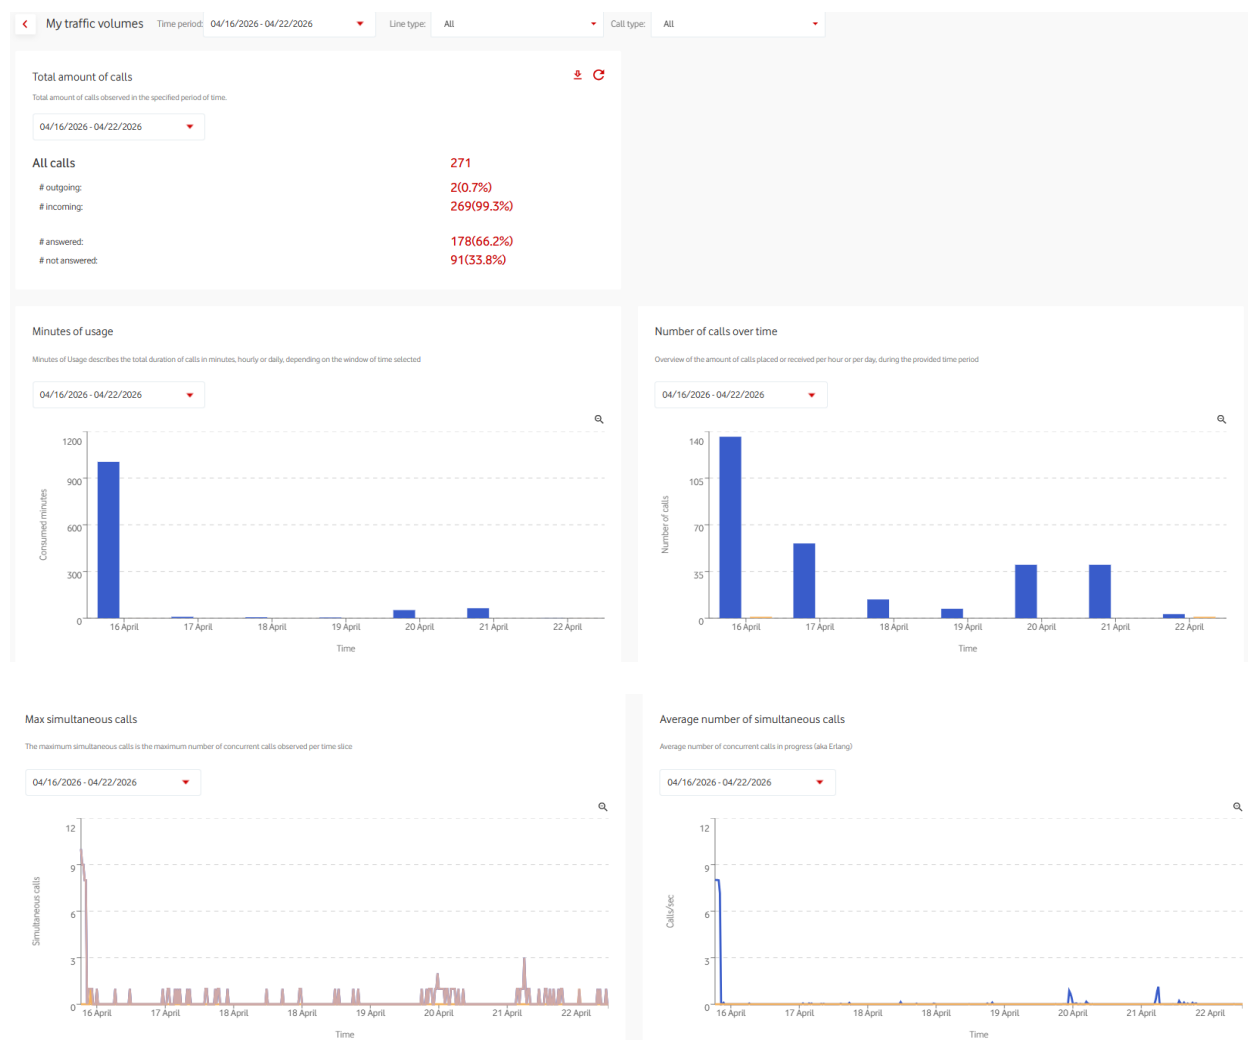 My traffic volumes Time period: 04/16/2026 - 04/22/2026 Line type: All Call type: All
Total amount of calls
Total amount of calls observed in the specified period of time.
04/16/2026 - 04/22/2026
All calls 271
# outgoing: 2(0.7%)
# incoming: 269(99.3%)
# answered: 178(66.2%)
# not answered: 91(33.8%)
Minutes of usage
Minutes of Usage describes the total duration of calls in minutes, hourly or daily, depending on the window of time selected
04/16/2026 - 04/22/2026
1200
900
600
300
0
Consumed minutes
16 April 17 April 18 April 19 April 20 April 21 April 22 April
Time
Number of calls over time
Overview of the amount of calls placed or received per hour or per day, during the provided time period
04/16/2026 - 04/22/2026
140
105
70
35
0
Number of calls
16 April 17 April 18 April 19 April 20 April 21 April 22 April
Time
Max simultaneous calls
The maximum simultaneous calls is the maximum number of concurrent calls observed per time slice
04/16/2026 - 04/22/2026
12
9
6
3
0
Simultaneous calls
16 April 17 April 18 April 18 April 19 April 20 April 21 April 22 April
Time
Average number of simultaneous calls
Average number of concurrent calls in progress (aka Erlang)
04/16/2026 - 04/22/2026
12
9
6
3
0
Calls/sec
16 April 17 April 18 April 18 April 19 April 20 April 21 April 22 April
Time